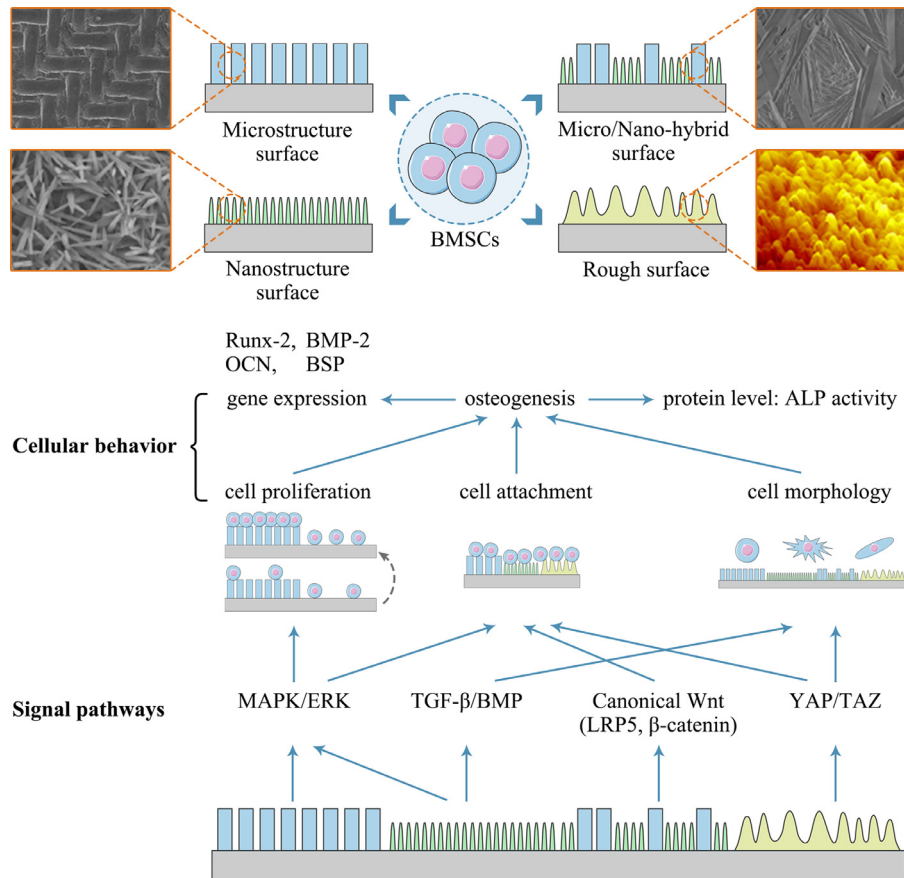 Microstructure
surface
Micro/Nano-hybrid
surface
BMSCs
Nanostructure
surface
Rough surface
Runx-2, BMP-2
OCN, BSP
gene expression
osteogenesis
protein level: ALP activity
Cellular behavior
cell proliferation
cell attachment
cell morphology
Signal pathways
MAPK/ERK
TGF-β/BMP
Canonical Wnt
(LRP5, β-catenin)
YAP/TAZ